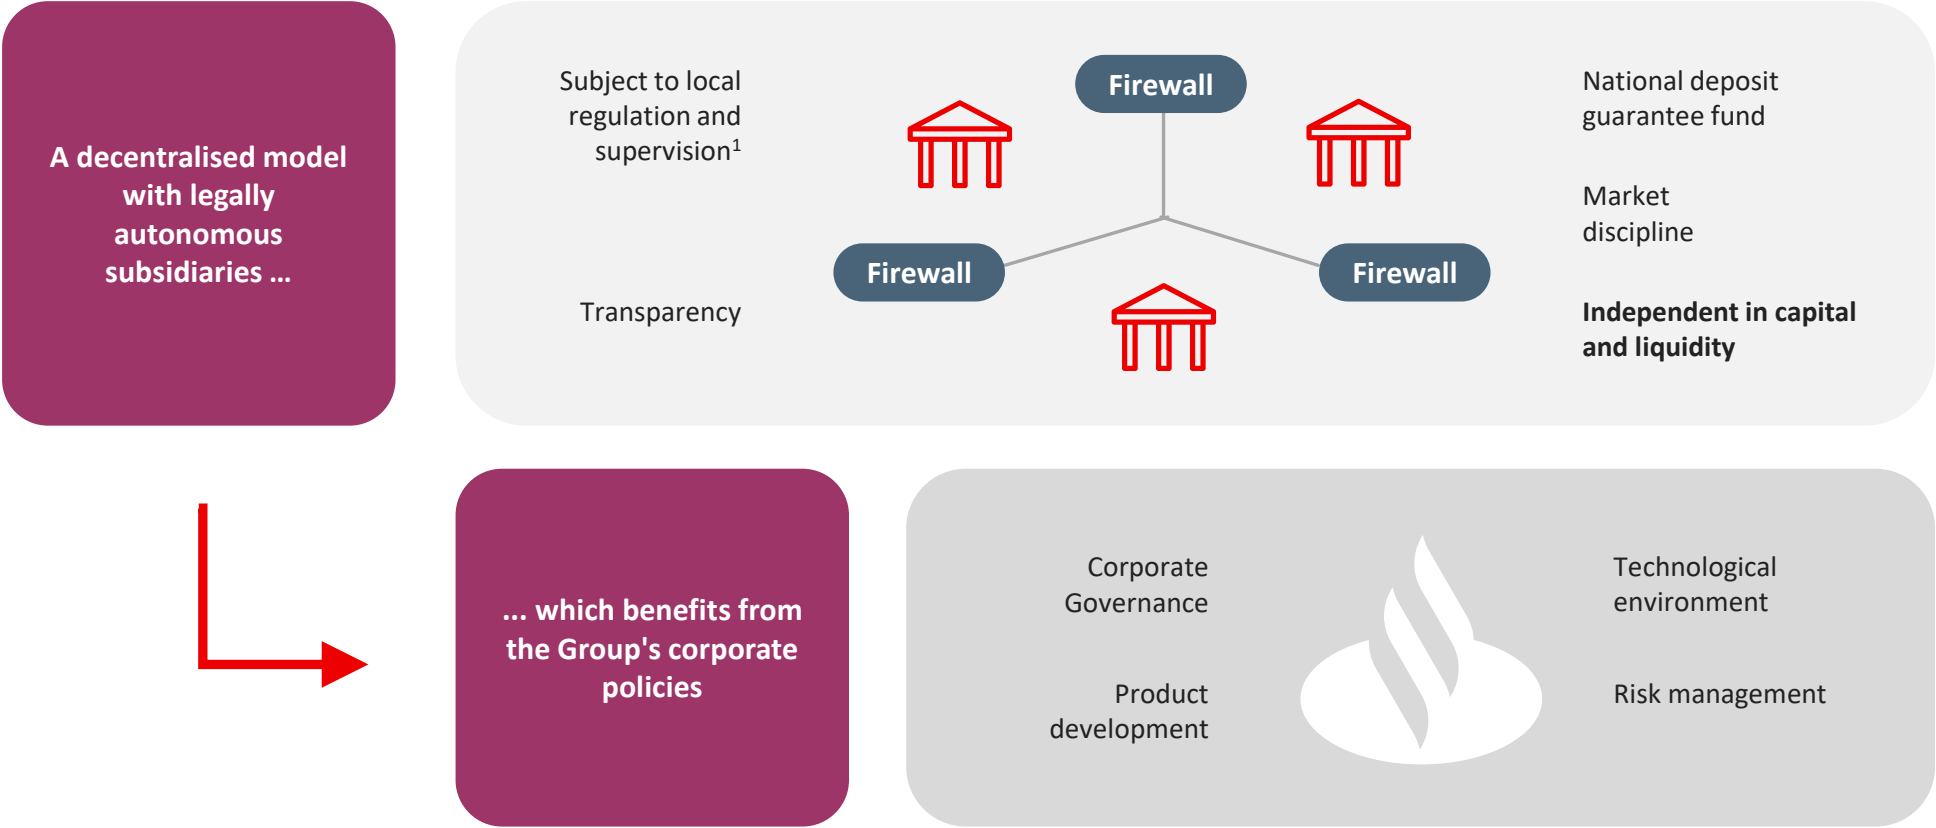 A decentralised model
with legally
autonomous
subsidiaries ...
Subject to local
regulation and
supervision¹
Transparency
Firewall
Firewall
Firewall
National deposit
guarantee fund
Market
discipline
Independent in capital
and liquidity
... which benefits from
the Group's corporate
policies
Corporate
Governance
Product
development
Technological
environment
Risk management